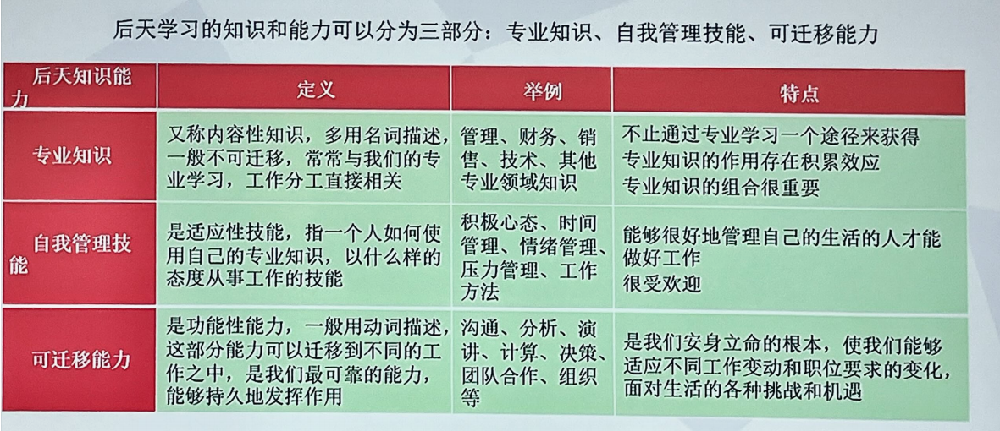 后天学习的知识和能力可以分为三部分：专业知识、自我管理技能、可迁移能力
后天知识能
力
定义
举例
特点
专业知识
又称内容性知识，多用名词描述，
一般不可迁移，常常与我们的专
业学习，工作分工直接相关
管理、财务、销
售、技术、其他
专业领域知识
不止通过专业学习一个途径来获得
专业知识的作用存在积累效应
专业知识的组合很重要
自我管理技
能
是适应性技能，指一个人如何使
用自己的专业知识，以什么样的
态度从事工作的技能
积极心态、时间
管理、情绪管理、
压力管理、工作
方法
能够很好地管理自己的生活的人才能
做好工作
很受欢迎
可迁移能力
是功能性能力，一般用动词描述，
这部分能力可以迁移到不同的工
作之中，是我们最可靠的能力，
能够持久地发挥作用
沟通、分析、演
讲、计算、决策、
团队合作、组织
等
是我们安身立命的根本，使我们能够
适应不同工作变动和职位要求的变化，
面对生活的各种挑战和机遇